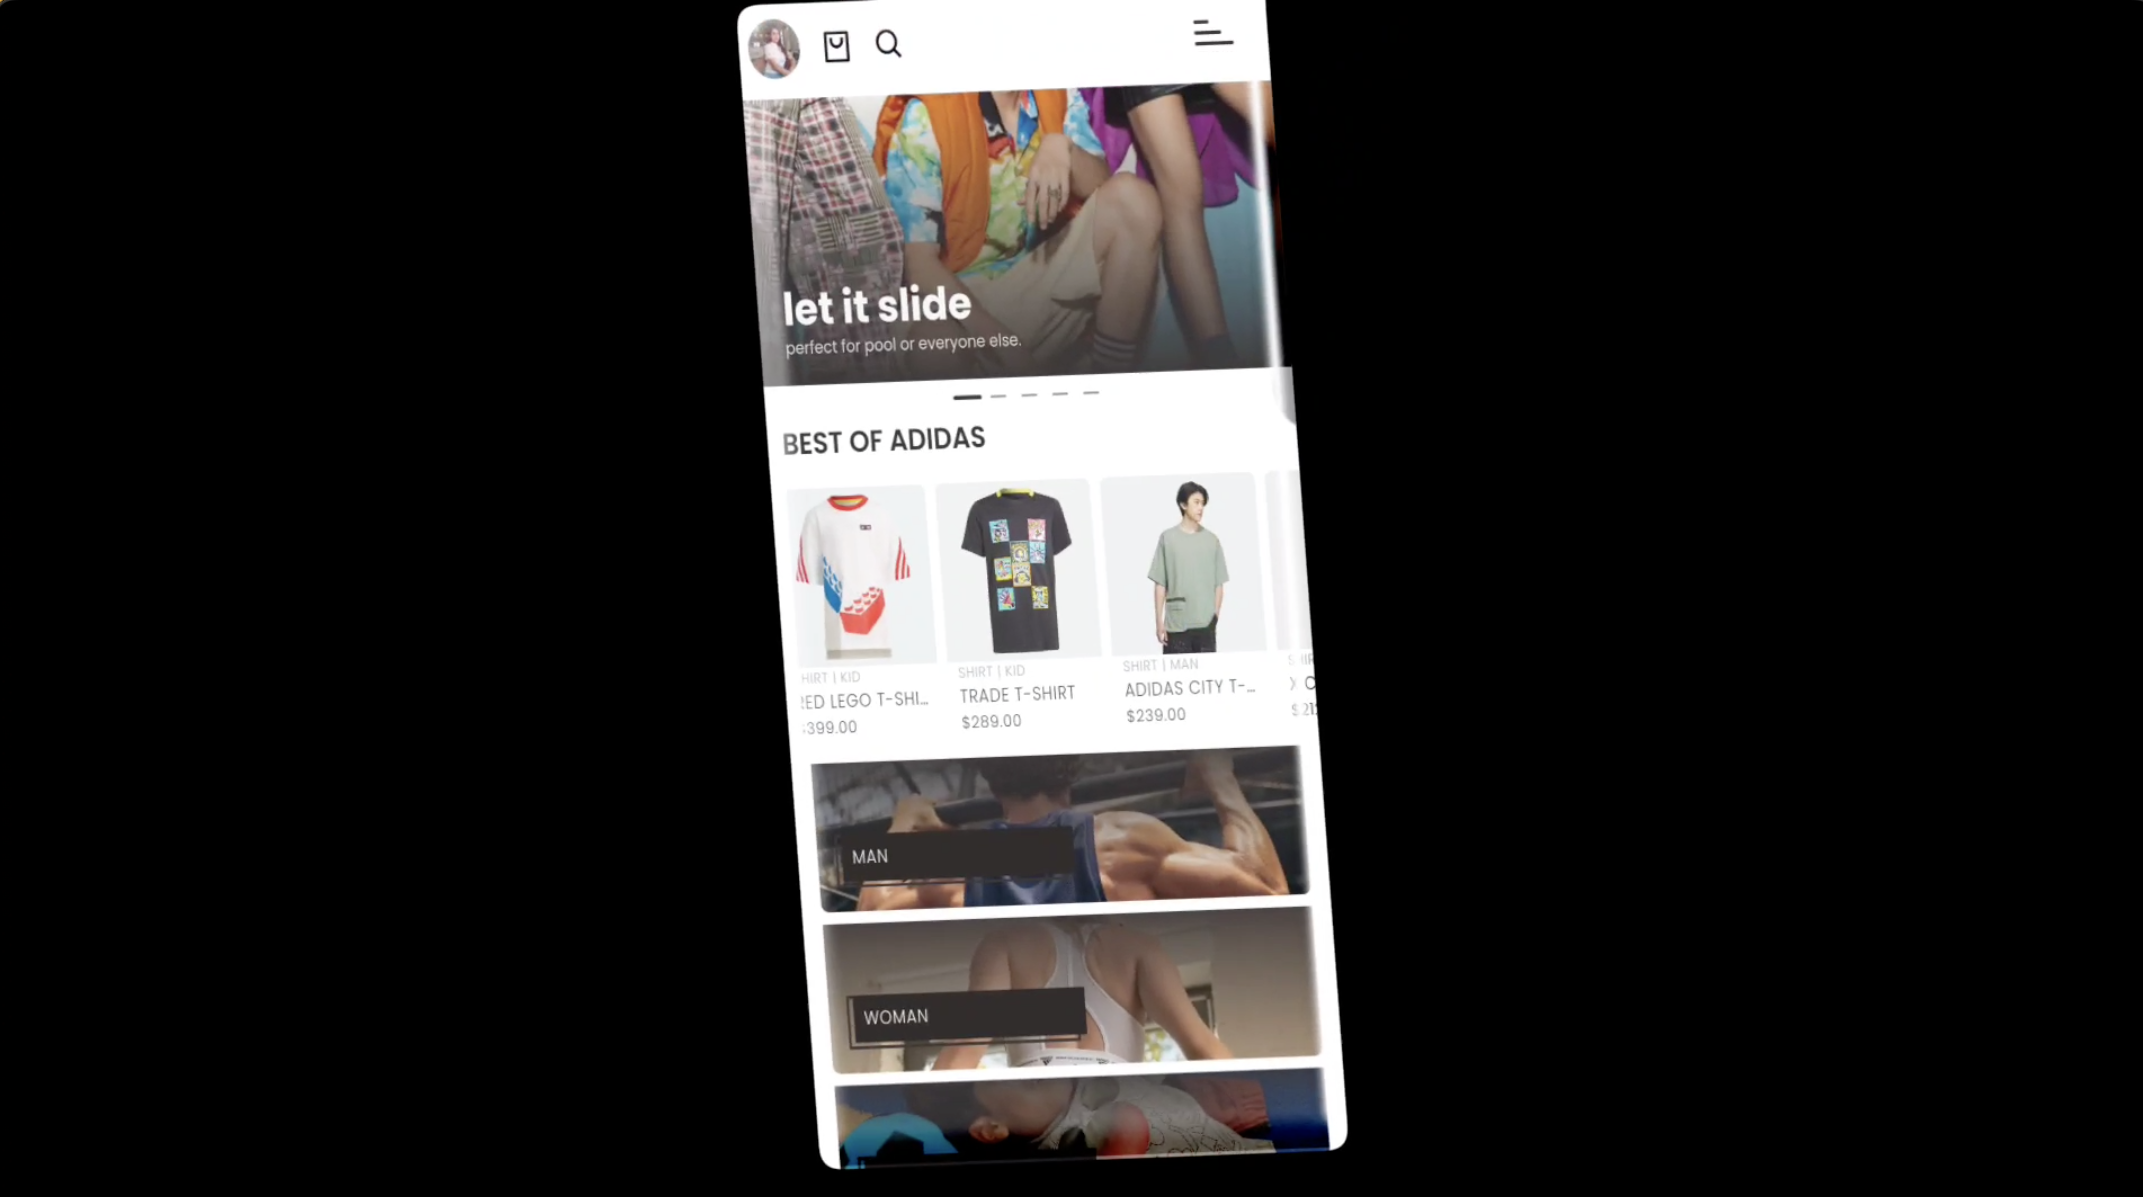 let it slide
perfect for pool or everyone else.
BEST OF ADIDAS
HIRT | KID
ED LEGO T-SHI...
399.00
SHIRT | KID
TRADE T-SHIRT
$289.00
SHIRT | MAN
ADIDAS CITY T-...
$239.00
MAN
WOMAN